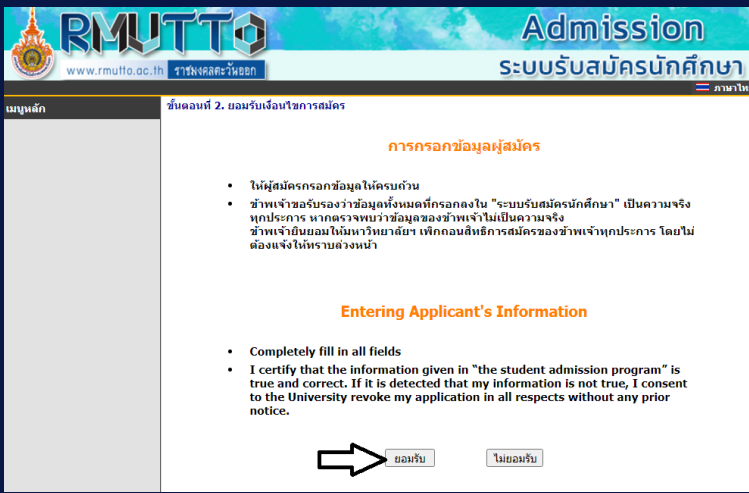 RMUTTO
Admission
www.rmutto.ac.th ราชมงคลตะวันออก
ระบบรับสมัครนักศึกษา
ภาษาไท
เมนูหลัก
ขั้นตอนที่ 2. ยอมรับเงื่อนไขการสมัคร
การกรอกข้อมูลผู้สมัคร
• ให้ผู้สมัครกรอกข้อมูลให้ครบถ้วน
• ข้าพเจ้าขอรับรองว่าข้อมูลทั้งหมดที่กรอกลงใน "ระบบรับสมัครนักศึกษา" เป็นความจริง
ทุกประการ หากตรวจพบว่าข้อมูลของข้าพเจ้าไม่เป็นความจริง
ข้าพเจ้ายินยอมให้มหาวิทยาลัยฯ เพิกถอนสิทธิการสมัครของข้าพเจ้าทุกประการ โดยไม่
ต้องแจ้งให้ทราบล่วงหน้า
Entering Applicant's Information
• Completely fill in all fields
• I certify that the information given in “the student admission program” is
true and correct. If it is detected that my information is not true, I consent
to the University revoke my application in all respects without any prior
notice.
ยอมรับ ไม่ยอมรับ